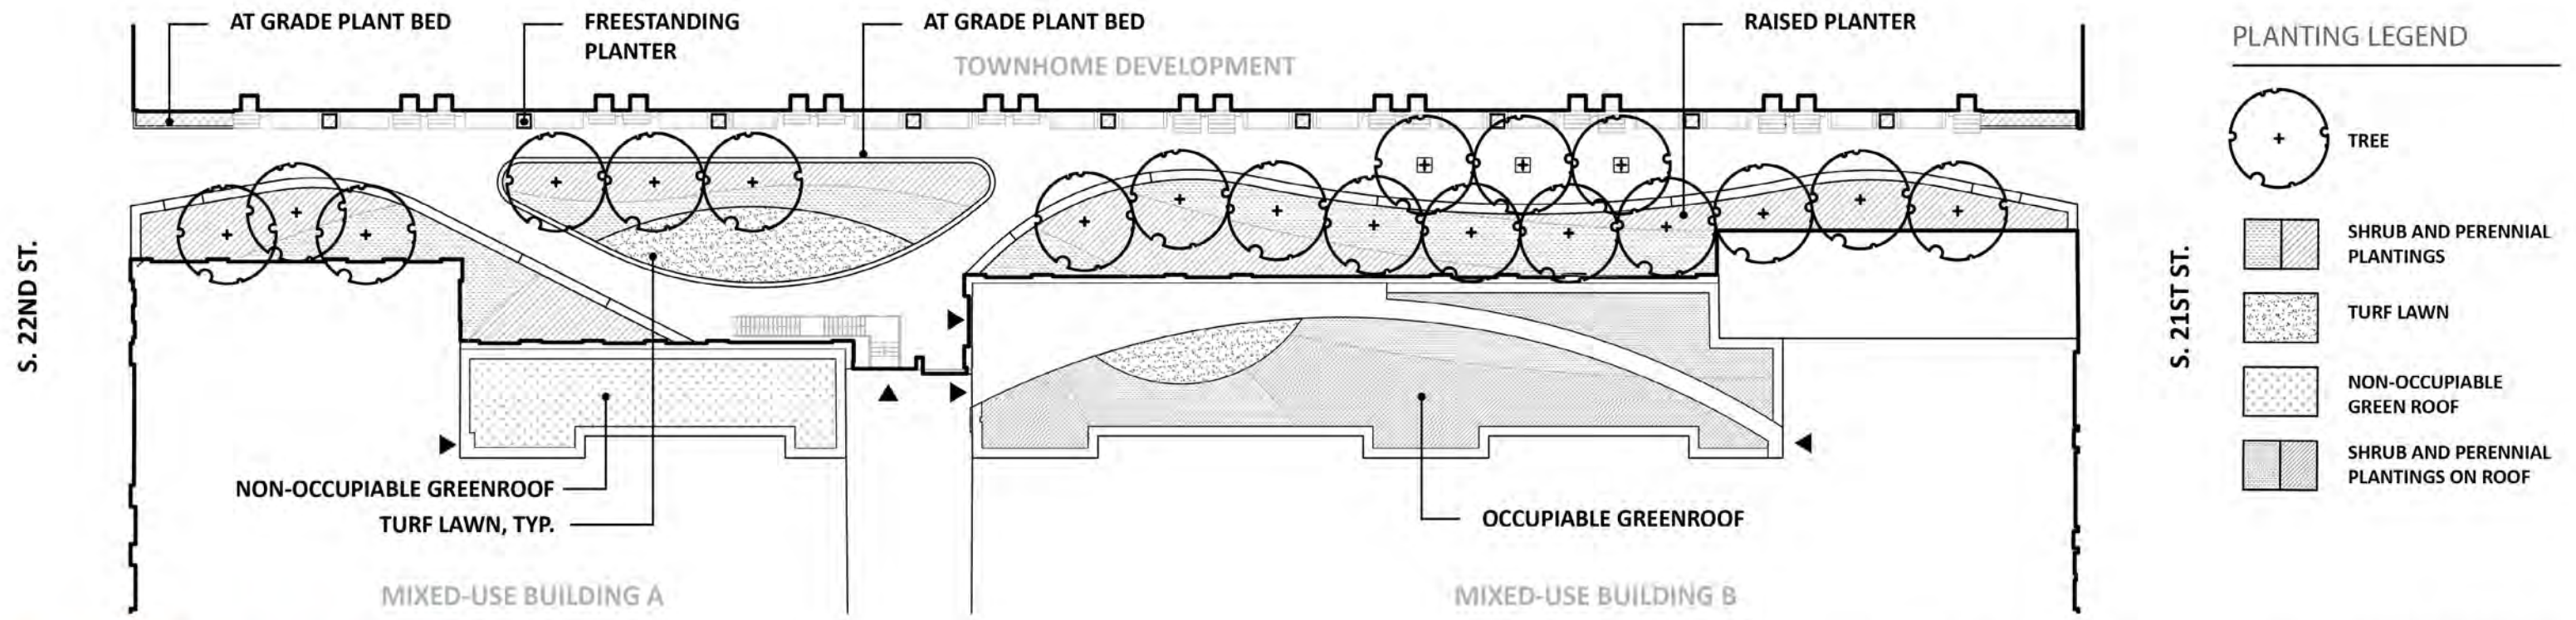 AT GRADE PLANT BED
FREESTANDING
PLANTER
AT GRADE PLANT BED
RAISED PLANTER
TOWNHOME DEVELOPMENT
S. 22ND ST.
S. 21ST ST.
NON-OCCUPIABLE GREENROOF
TURF LAWN, TYP.
OCCUPIABLE GREENROOF
MIXED-USE BUILDING A
MIXED-USE BUILDING B
PLANTING LEGEND
TREE
SHRUB AND PERENNIAL
PLANTINGS
TURF LAWN
NON-OCCUPIABLE
GREEN ROOF
SHRUB AND PERENNIAL
PLANTINGS ON ROOF